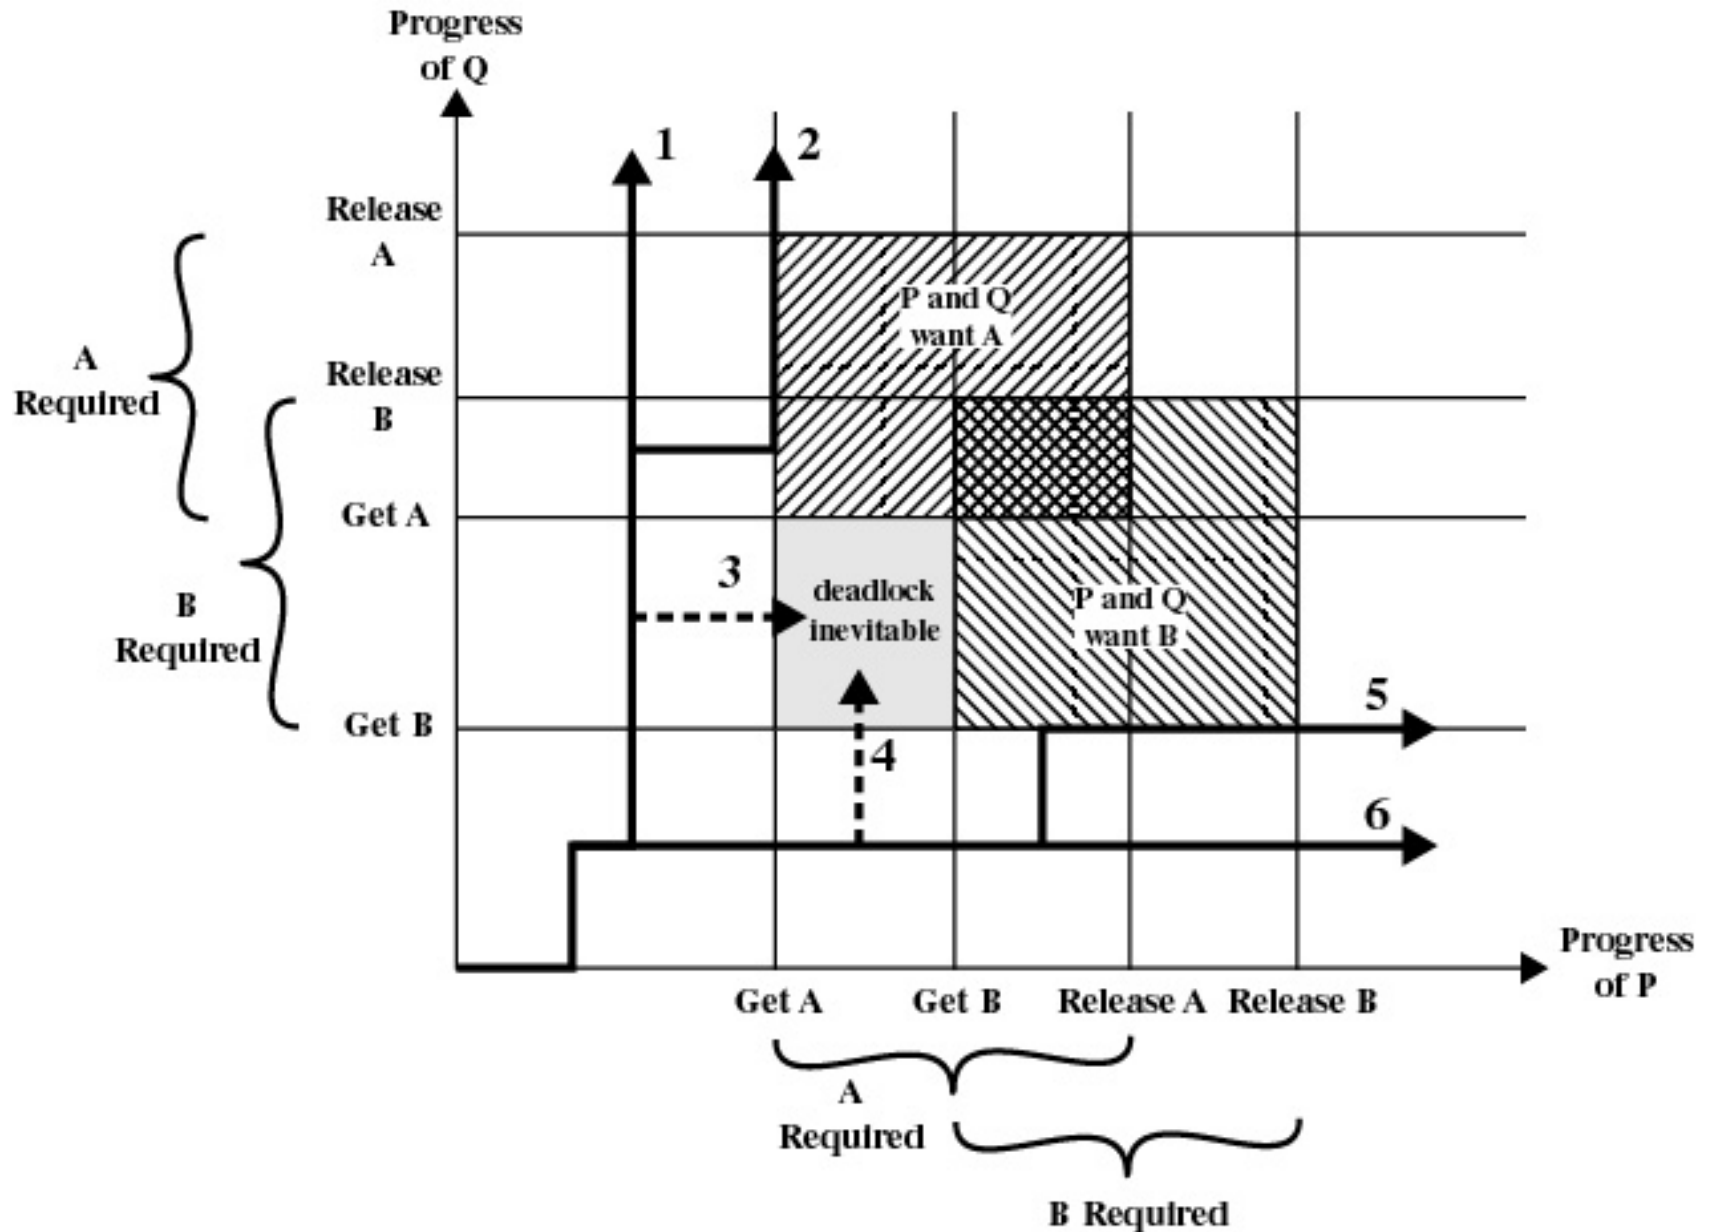 Progress
of Q
1
2
Release
A
P and Q
want A
A
Required
Release
B
Get A
3
deadlock
inevitable
B
Required
P and Q
want B
5
Get B
4
6
Progress
of P
Get A Get B Release A Release B
A
Required
B Required